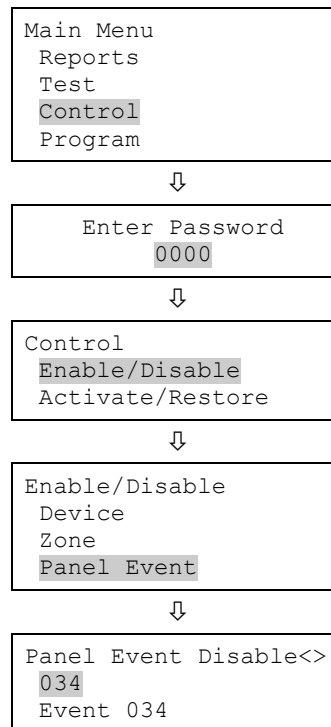 Main Menu
Reports
Test
Control
Program
Enter Password
0000
Control
Enable/Disable
Activate/Restore
Enable/Disable
Device
Zone
Panel Event
Panel Event Disable<>
034
Event 034